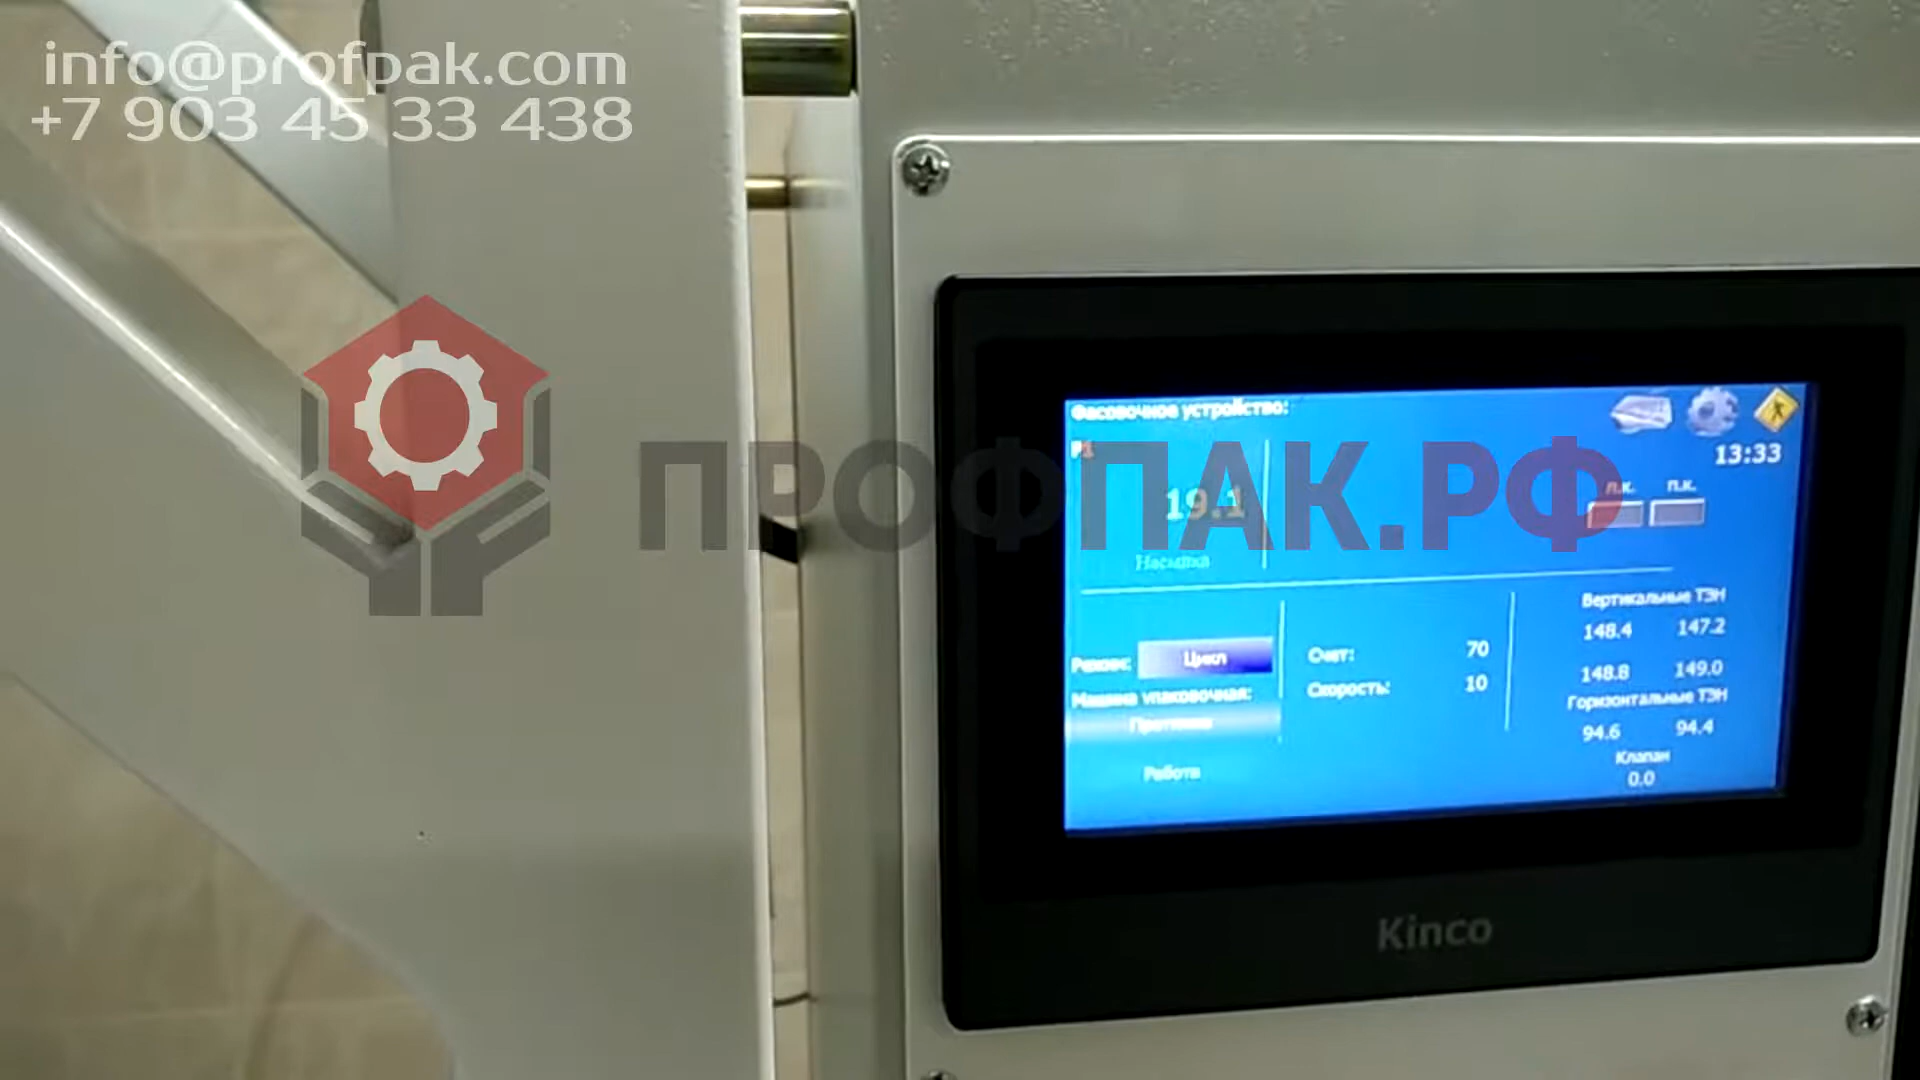 info@profpak.com
+7 903 45 33 438
ПРОФПАК.РФ
Фасовочное устройство:
13:33
P1
19.1
п.к. п.к.
Насыпка
Вертикальные ТЭН
148.4 147.2
148.8 149.0
Горизонтальные ТЭН
94.6 94.4
Клапан
0.0
Режим: Цикл
Машина упаковочная:
Протяжка
Работа
Счет: 70
Скорость: 10
Kinco